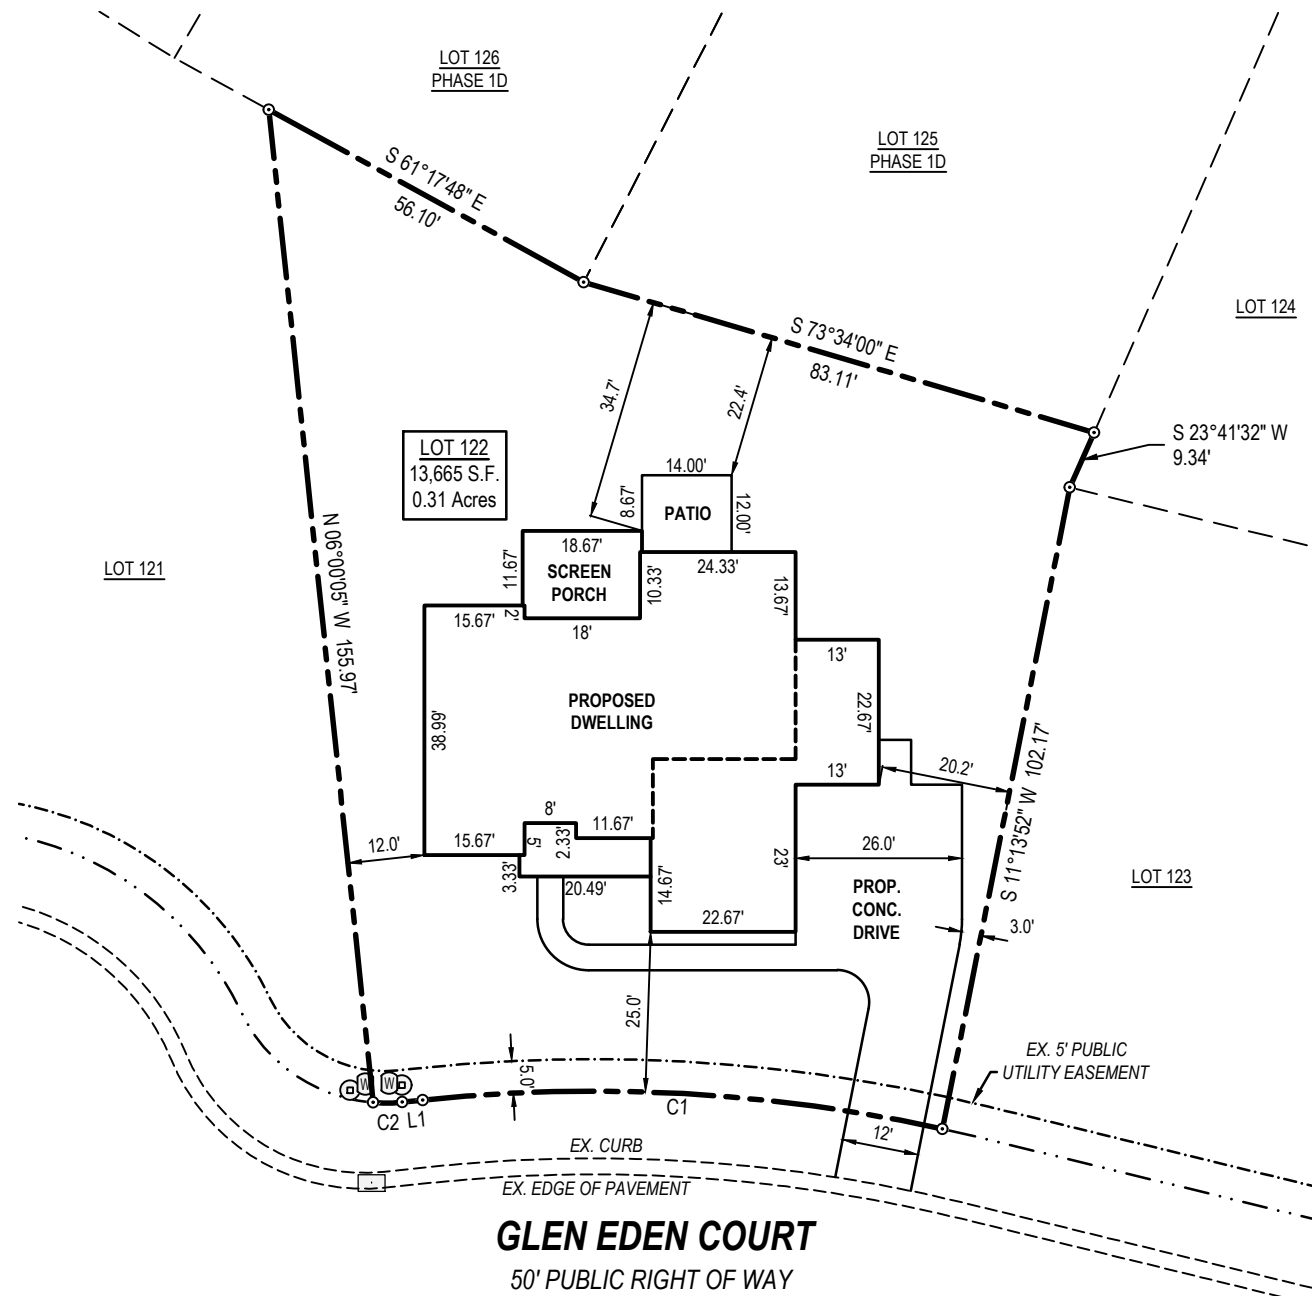 LOT 126
PHASE 1D
LOT 125
PHASE 1D
S 61°17'48" E
56.10'
LOT 124
S 73°34'00" E
83.11'
34.7'
22.4'
S 23°41'32" W
9.34'
LOT 122
13,665 S.F.
0.31 Acres
14.00'
8.67'
PATIO
12.00'
N 06°00'05" W 155.97'
LOT 121
18.67'
SCREEN
PORCH
11.67'
10.33'
24.33'
13.67'
15.67'
2'
18'
13'
PROPOSED
DWELLING
38.99'
22.67'
13'
20.2'
S 11°13'52" W 102.17'
8'
11.67'
15.67'
5'
2.33'
12.0'
23'
26.0'
3.33'
20.49'
14.67'
22.67'
PROP.
CONC.
DRIVE
LOT 123
3.0'
25.0'
5.0'
EX. 5' PUBLIC
UTILITY EASEMENT
W W
C2 L1
C1
12'
EX. CURB
EX. EDGE OF PAVEMENT
GLEN EDEN COURT
50' PUBLIC RIGHT OF WAY